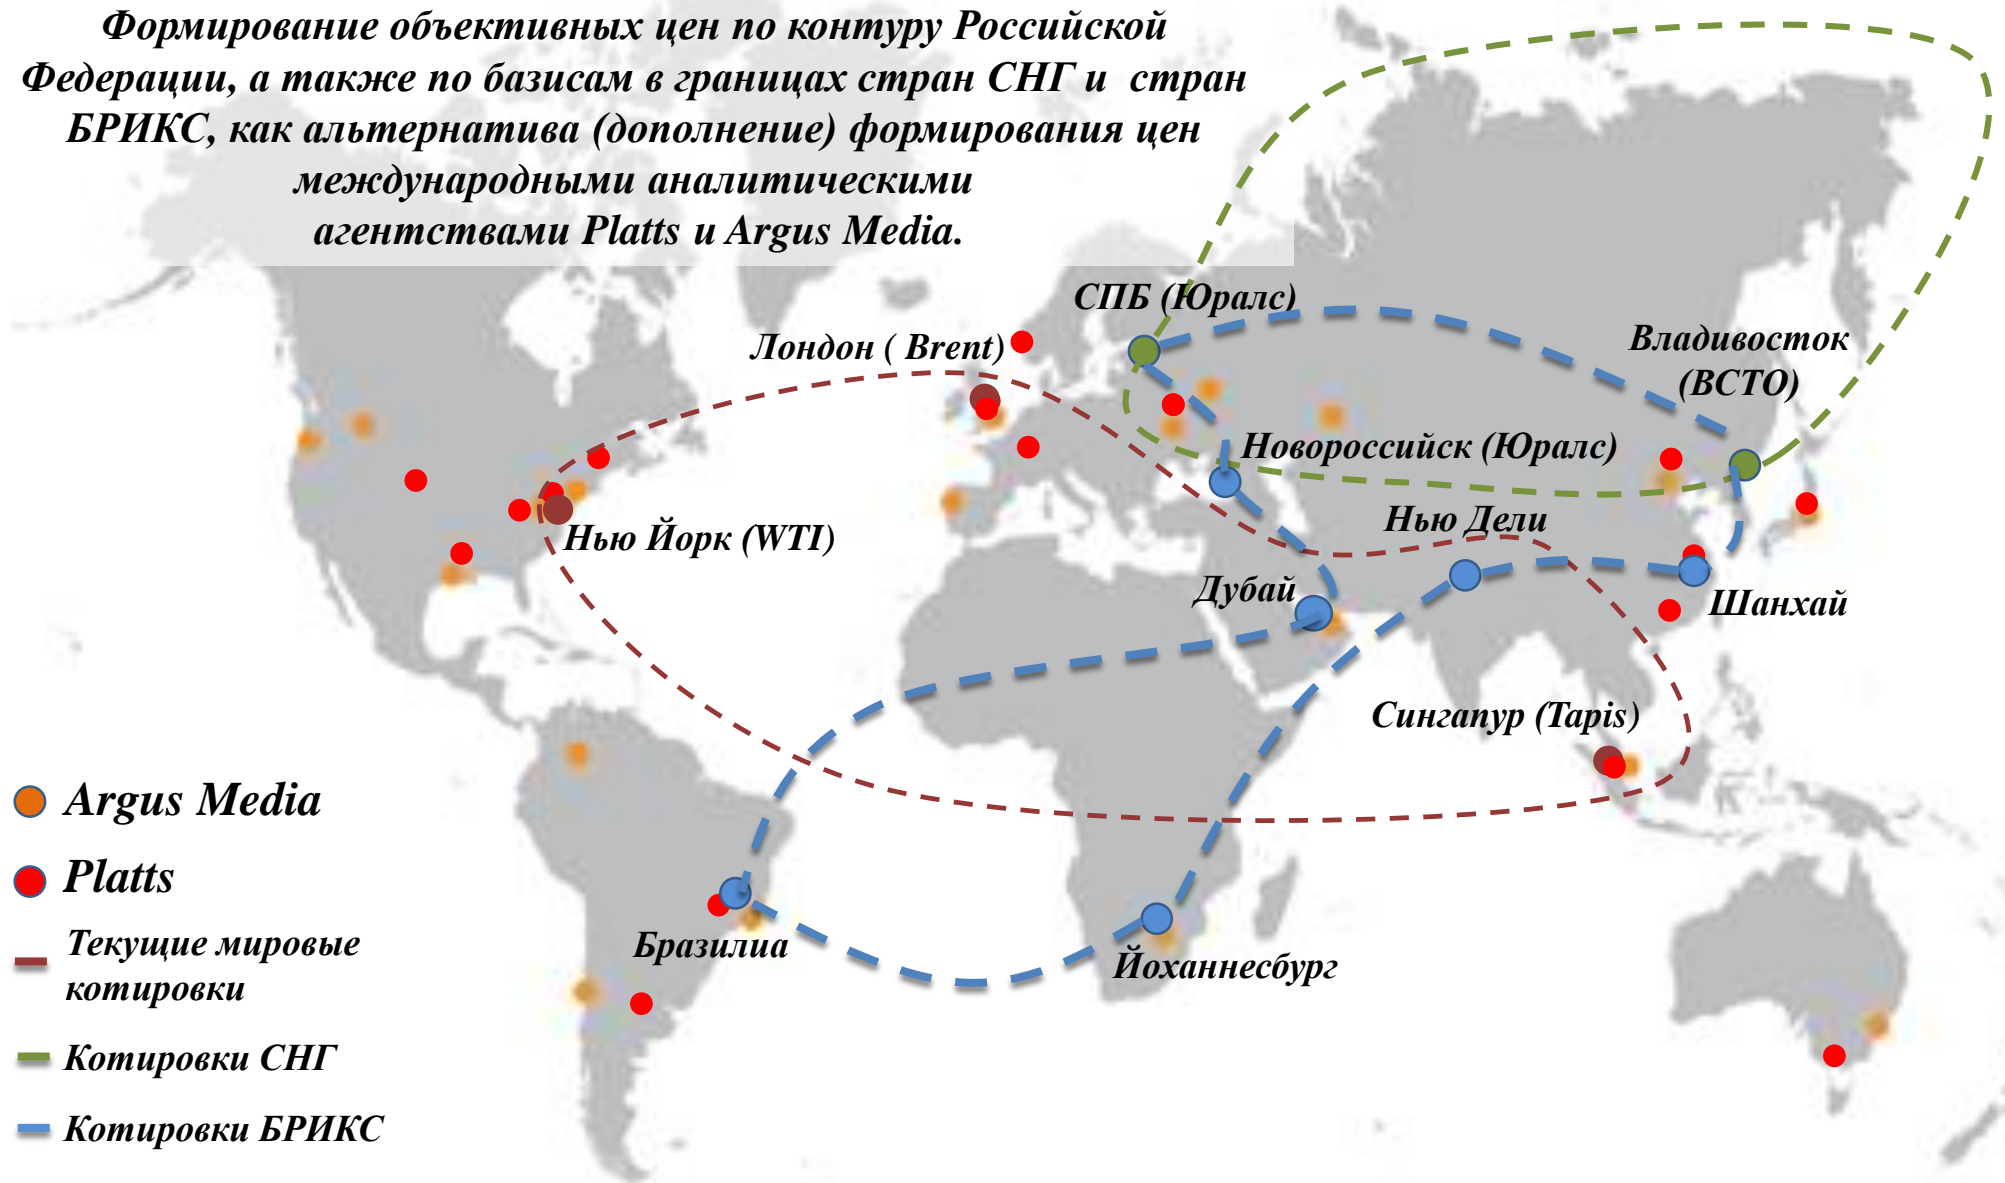 Формирование объективных цен по контуру Российской
Федерации, а также по базисам в границах стран СНГ и стран
БРИКС, как альтернатива (дополнение) формирования цен
международными аналитическими
агентствами Platts и Argus Media.
СПБ (Юралс)
Лондон ( Brent)
Владивосток
(ВСТО)
Новороссийск (Юралс)
Нью Дели
Нью Йорк (WTI)
Дубай
Шанхай
Сингапур (Tapis)
Argus Media
Platts
Бразилиа
Йоханнесбург
Текущие мировые
котировки
Котировки СНГ
Котировки БРИКС